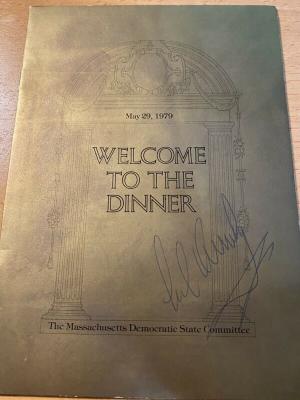 May 29, 1979
WELCOME
TO THE
DINNER
The Massachusetts Democratic State Committee